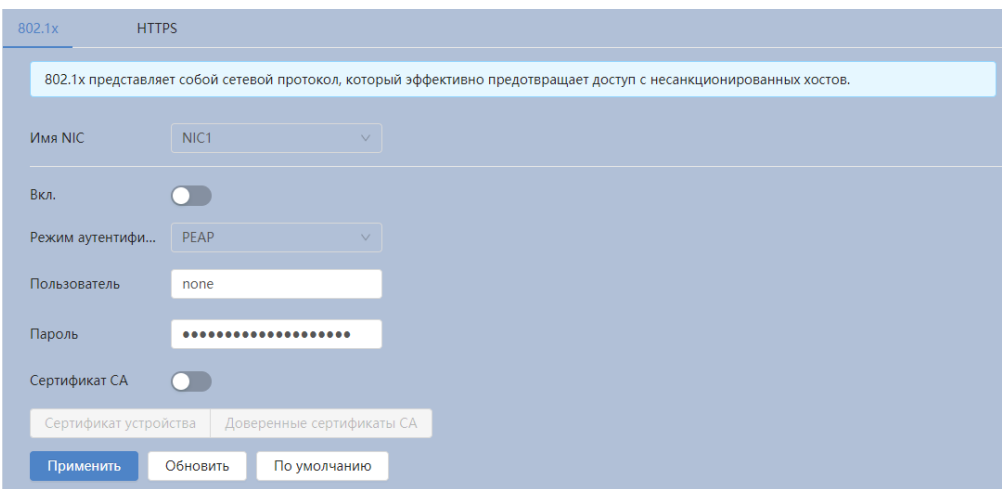 802.1x HTTPS
802.1x представляет собой сетевой протокол, который эффективно предотвращает доступ с несанкционированных хостов.
Имя NIC NIC1
Вкл.
Режим аутентифи... PEAP
Пользователь none
Пароль ••••••••••••••••••••
Сертификат CA
Сертификат устройства Доверенные сертификаты CA
Применить Обновить По умолчанию